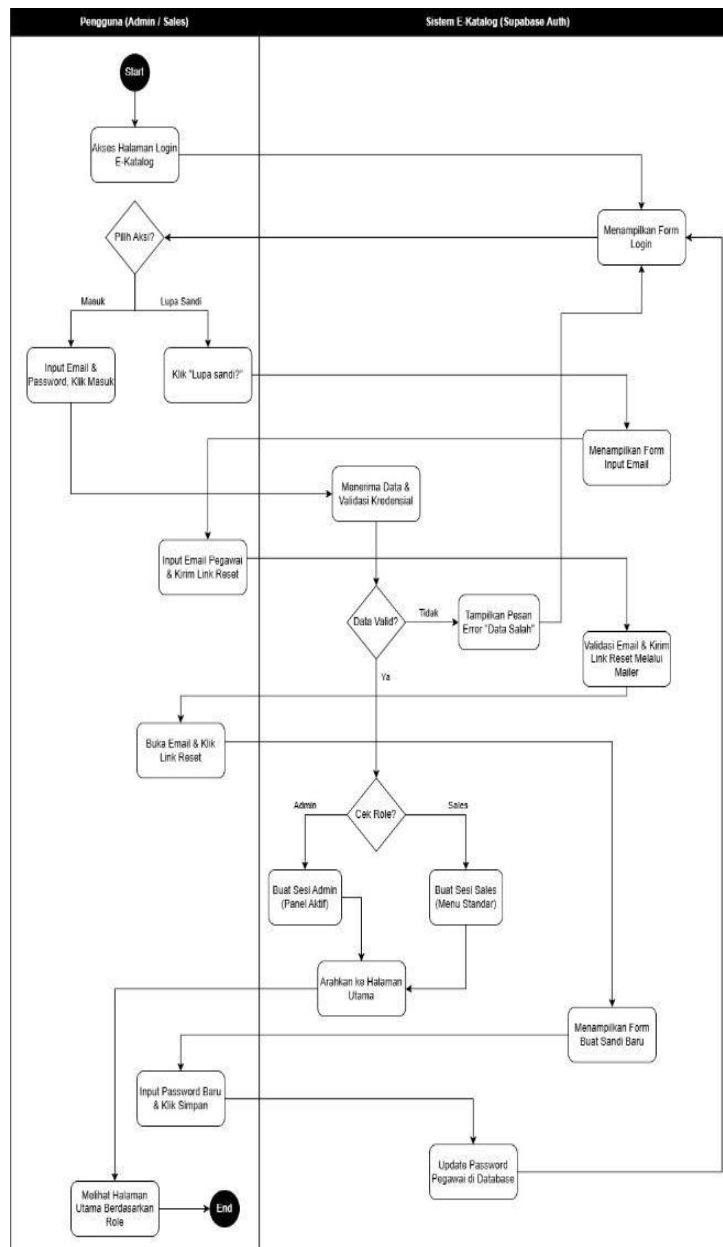 Pengguna (Admin / Sales)
Sistem E-Katalog (Supabase Auth)
Start
Akses Halaman Login
E-Katalog
Menampilkan Form
Login
Pilih Aksi?
Masuk
Lupa Sandi
Input Email &
Password, Klik Masuk
Klik "Lupa sandi?"
Menampilkan Form
Input Email
Menerima Data &
Validasi Kredensial
Input Email Pegawai
& Kirim Link Reset
Data Valid?
Tidak
Tampilkan Pesan
Error "Data Salah"
Validasi Email & Kirim
Link Reset Melalui
Mailer
Ya
Buka Email & Klik
Link Reset
Cek Role?
Admin
Sales
Buat Sesi Admin
(Panel Aktif)
Buat Sesi Sales
(Menu Standar)
Arahkan ke Halaman
Utama
Menampilkan Form
Buat Sandi Baru
Input Password Baru
& Klik Simpan
Update Password
Pegawai di Database
Melihat Halaman
Utama Berdasarkan
Role
End